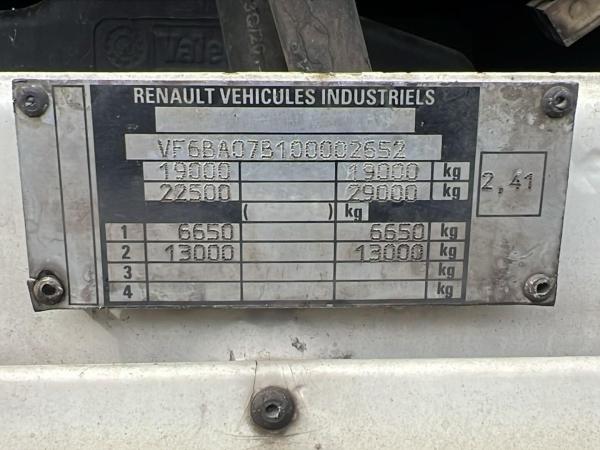 Vale
RENAULT VEHICULES INDUSTRIELS
VF6BA07B100002652
19000 19000 kg
22500 29000 kg
( ) kg
2,41
1 6650 6650 kg
2 13000 13000 kg
3 kg
4 kg